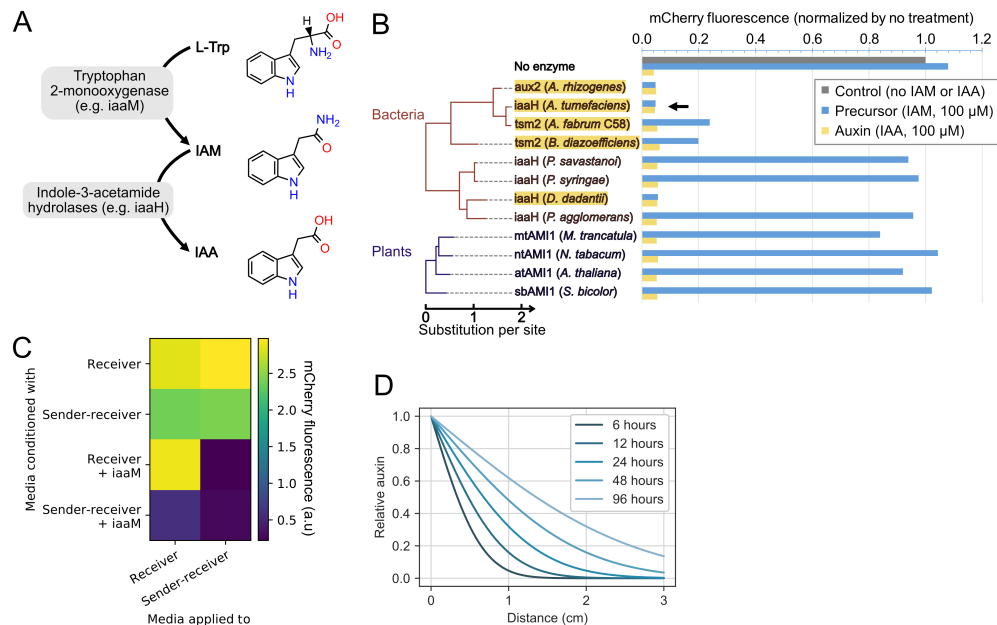 A
L-Trp
H
OH
O
NH2
N
H
Tryptophan
2-monooxygenase
(e.g. iaaM)
IAM
NH2
O
N
H
Indole-3-acetamide
hydrolases (e.g. iaaH)
IAA
OH
O
N
H
B
mCherry fluorescence (normalized by no treatment)
0.0 0.2 0.4 0.6 0.8 1.0 1.2
No enzyme
Bacteria
aux2 (A. rhizogenes)
iaaH (A. tumefaciens)
tsm2 (A. fabrum C58)
tsm2 (B. diazoefficiens)
iaaH (P. savastanoi)
iaaH (P. syringae)
iaaH (D. dadantii)
iaaH (P. agglomerans)
Plants
mtAMI1 (M. trancatula)
ntAMI1 (N. tabacum)
atAMI1 (A. thaliana)
sbAMI1 (S. bicolor)
0 1 2
Substitution per site
Control (no IAM or IAA)
Precursor (IAM, 100 μM)
Auxin (IAA, 100 μM)
C
Media conditioned with
Receiver
Sender-receiver
Receiver
+ iaaM
Sender-receiver
+ iaaM
Receiver
Sender-receiver
Media applied to
2.5
2.0
1.5
1.0
0.5
mCherry fluorescence (a.u)
D
Relative auxin
1.0
0.8
0.6
0.4
0.2
0.0
0 1 2 3
Distance (cm)
6 hours
12 hours
24 hours
48 hours
96 hours